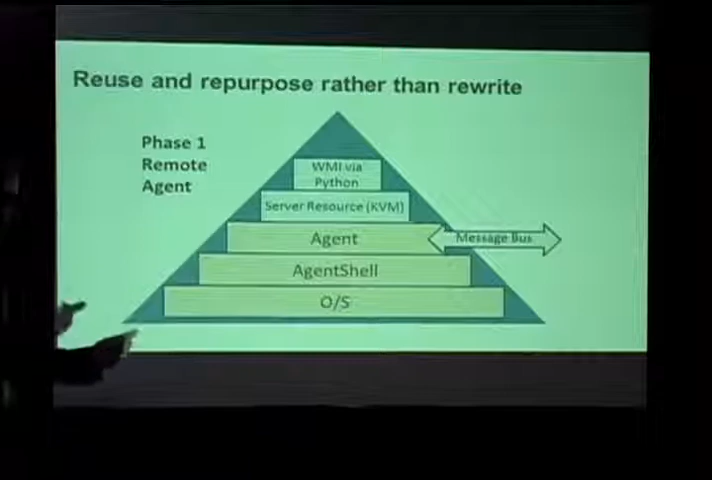 Reuse and repurpose rather than rewrite
Phase 1
Remote
Agent
WMI via
Python
Server Resource (KVM)
Agent
Message Bus
AgentShell
O/S